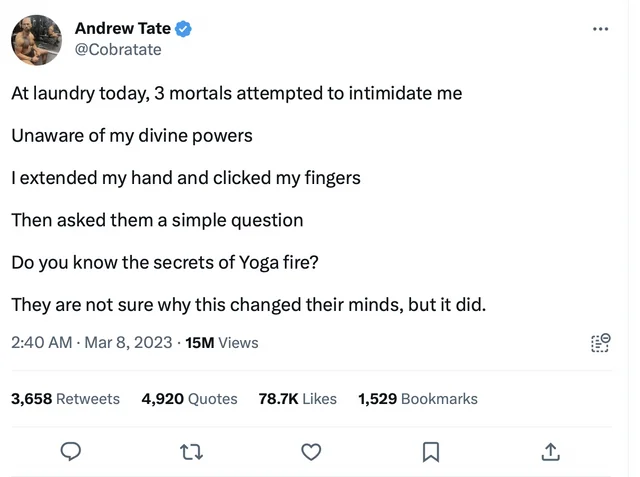 Andrew Tate
@Cobratate
At laundry today, 3 mortals attempted to intimidate me
Unaware of my divine powers
I extended my hand and clicked my fingers
Then asked them a simple question
Do you know the secrets of Yoga fire?
They are not sure why this changed their minds, but it did.
2:40 AM · Mar 8, 2023 · 15M Views
3,658 Retweets 4,920 Quotes 78.7K Likes 1,529 Bookmarks